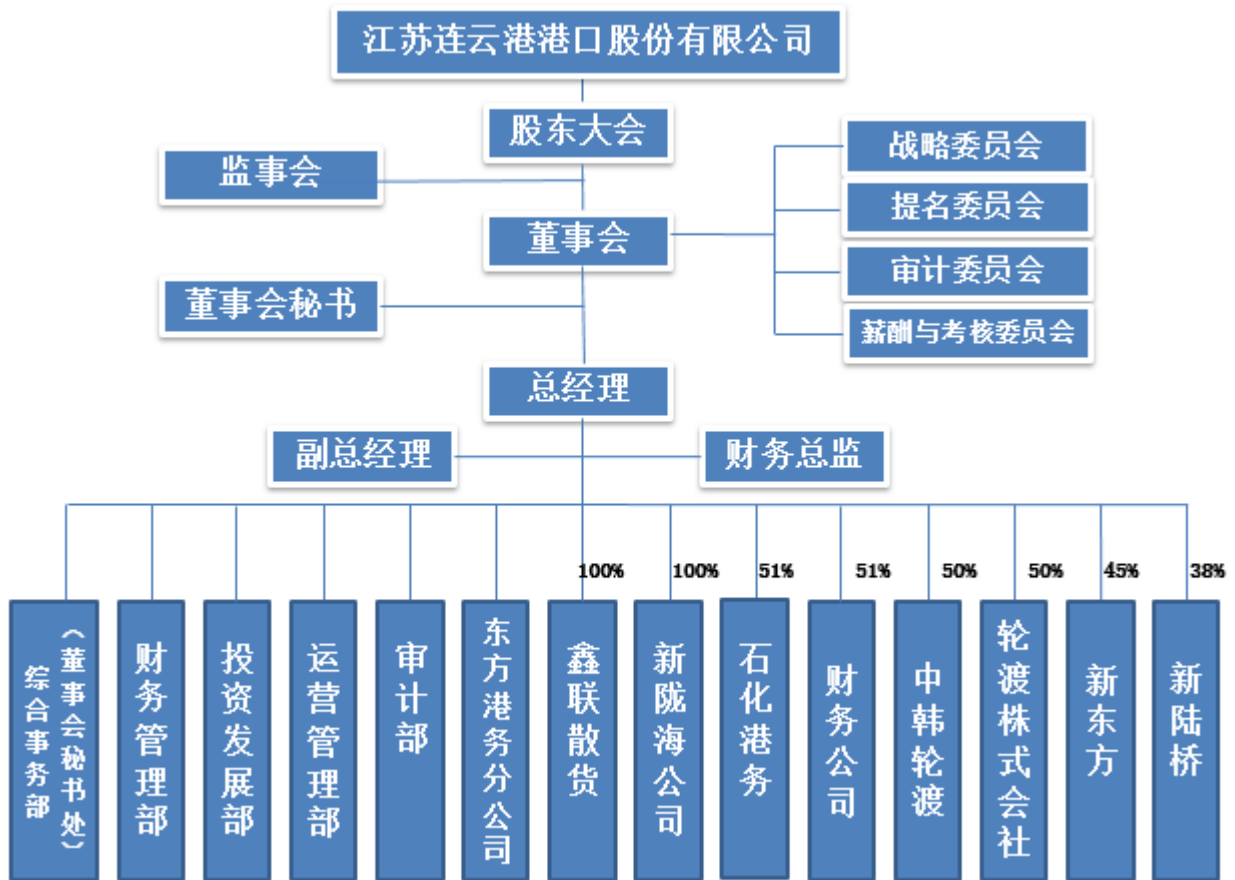 江苏连云港港口股份有限公司
股东大会
监事会
战略委员会
提名委员会
董事会
审计委员会
董事会秘书
薪酬与考核委员会
总经理
副总经理
财务总监
100%
100%
51%
51%
50%
50%
45%
38%
综合事务部
（董事会秘书处）
财务管理部
投资发展部
运营管理部
审计部
东方港务分公司
鑫联散货
新陇海公司
石化港务
财务公司
中韩轮渡
轮渡株式会社
新东方
新陆桥